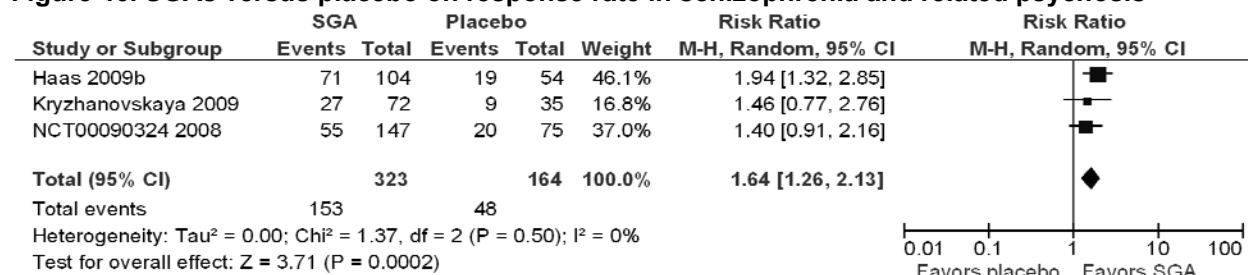 Figure 46. SGAs versus placebo on response rate in schizophrenia and related psychosis
SGA Placebo Risk Ratio Risk Ratio
Study or Subgroup Events Total Events Total Weight M-H, Random, 95% CI M-H, Random, 95% CI
Haas 2009b 71 104 19 54 46.1% 1.94 [1.32, 2.85]
Kryzhanovskaya 2009 27 72 9 35 16.8% 1.46 [0.77, 2.76]
NCT00090324 2008 55 147 20 75 37.0% 1.40 [0.91, 2.16]
Total (95% CI) 323 164 100.0% 1.64 [1.26, 2.13]
Total events 153 48
Heterogeneity: Tau² = 0.00; Chi² = 1.37, df = 2 (P = 0.50); I² = 0%
Test for overall effect: Z = 3.71 (P = 0.0002)
0.01 0.1 1 10 100
Favors placebo Favors SGA